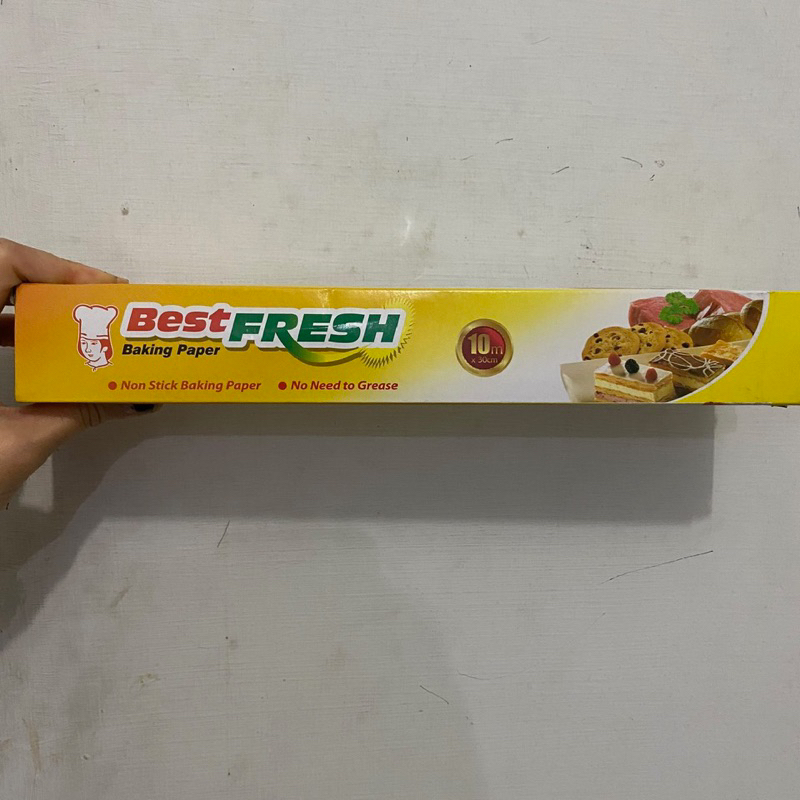 Best FRESH
Baking Paper
Non Stick Baking Paper
No Need to Grease
10m
x 30cm